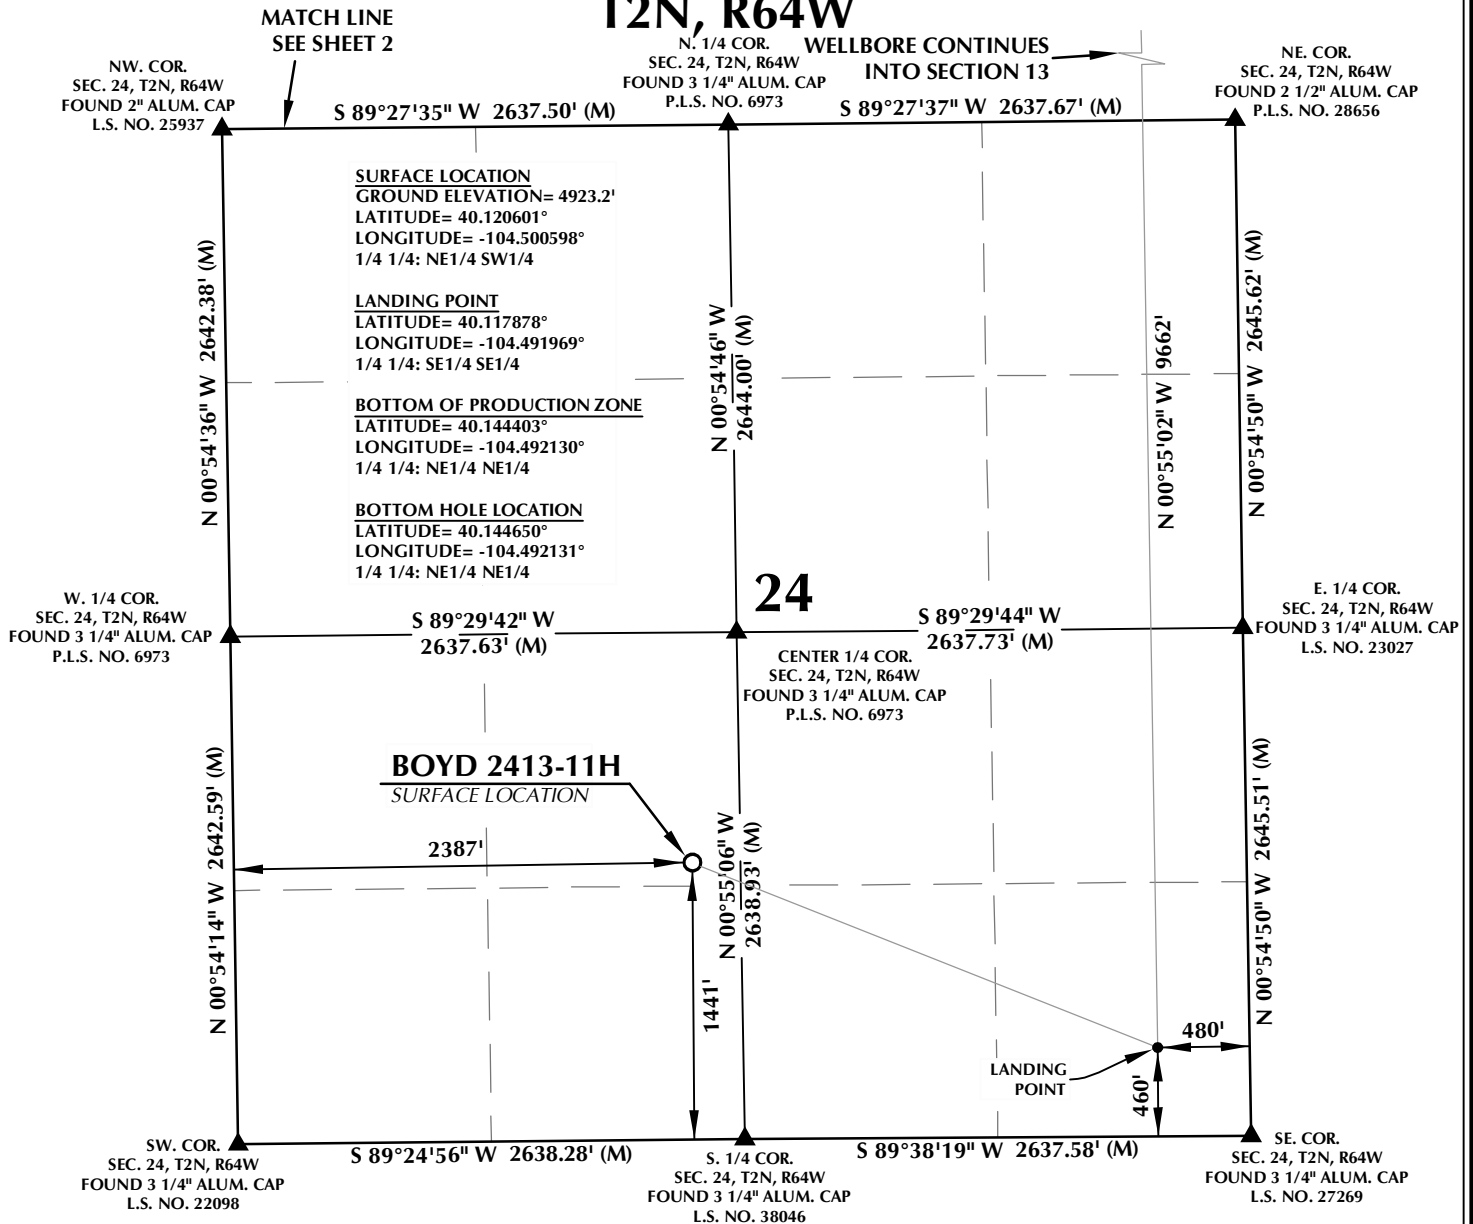 T2N, R64W
MATCH LINE
SEE SHEET 2
N. 1/4 COR.
SEC. 24, T2N, R64W
FOUND 3 1/4" ALUM. CAP
P.L.S. NO. 6973
WELLBORE CONTINUES
INTO SECTION 13
NE. COR.
SEC. 24, T2N, R64W
FOUND 2 1/2" ALUM. CAP
P.L.S. NO. 28656
NW. COR.
SEC. 24, T2N, R64W
FOUND 2" ALUM. CAP
L.S. NO. 25937
S 89°27'35" W 2637.50' (M)
S 89°27'37" W 2637.67' (M)
SURFACE LOCATION
GROUND ELEVATION= 4923.2'
LATITUDE= 40.120601°
LONGITUDE= -104.500598°
1/4 1/4: NE1/4 SW1/4
LANDING POINT
LATITUDE= 40.117878°
LONGITUDE= -104.491969°
1/4 1/4: SE1/4 SE1/4
BOTTOM OF PRODUCTION ZONE
LATITUDE= 40.144403°
LONGITUDE= -104.492130°
1/4 1/4: NE1/4 NE1/4
BOTTOM HOLE LOCATION
LATITUDE= 40.144650°
LONGITUDE= -104.492131°
1/4 1/4: NE1/4 NE1/4
N 00°54'36" W 2642.38' (M)
N 00°54'46" W
2644.00' (M)
N 00°55'02" W 9662'
N 00°54'50" W 2645.62' (M)
24
W. 1/4 COR.
SEC. 24, T2N, R64W
FOUND 3 1/4" ALUM. CAP
P.L.S. NO. 6973
S 89°29'42" W
2637.63' (M)
S 89°29'44" W
2637.73' (M)
E. 1/4 COR.
SEC. 24, T2N, R64W
FOUND 3 1/4" ALUM. CAP
L.S. NO. 23027
CENTER 1/4 COR.
SEC. 24, T2N, R64W
FOUND 3 1/4" ALUM. CAP
P.L.S. NO. 6973
BOYD 2413-11H
SURFACE LOCATION
2387'
N 00°54'14" W 2642.59' (M)
N 00°55'06" W
2638.93' (M)
N 00°54'50" W 2645.51' (M)
1441'
480'
LANDING
POINT
460'
SW. COR.
SEC. 24, T2N, R64W
FOUND 3 1/4" ALUM. CAP
L.S. NO. 22098
S 89°24'56" W 2638.28' (M)
S. 1/4 COR.
SEC. 24, T2N, R64W
FOUND 3 1/4" ALUM. CAP
L.S. NO. 38046
S 89°38'19" W 2637.58' (M)
SE. COR.
SEC. 24, T2N, R64W
FOUND 3 1/4" ALUM. CAP
L.S. NO. 27269